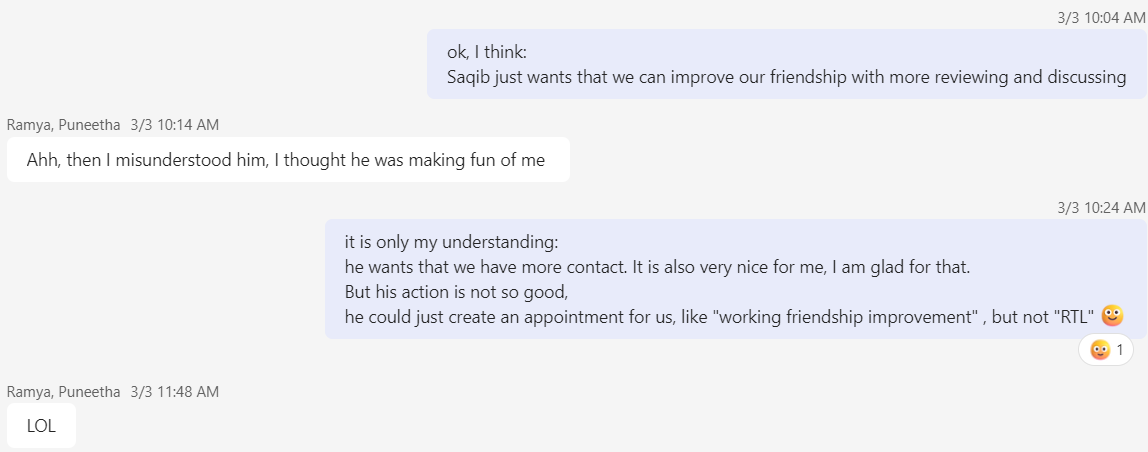 3/3 10:04 AM
ok, I think:
Saqib just wants that we can improve our friendship with more reviewing and discussing
Ramya, Puneetha 3/3 10:14 AM
Ahh, then I misunderstood him, I thought he was making fun of me
3/3 10:24 AM
it is only my understanding:
he wants that we have more contact. It is also very nice for me, I am glad for that.
But his action is not so good,
he could just create an appointment for us, like "working friendship improvement" , but not "RTL" 🙂
🙂 1
Ramya, Puneetha 3/3 11:48 AM
LOL